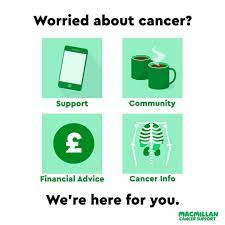 Worried about cancer?
Support
Community
£
Financial Advice
Cancer Info
We're here for you.
MACMILLAN
CANCER SUPPORT